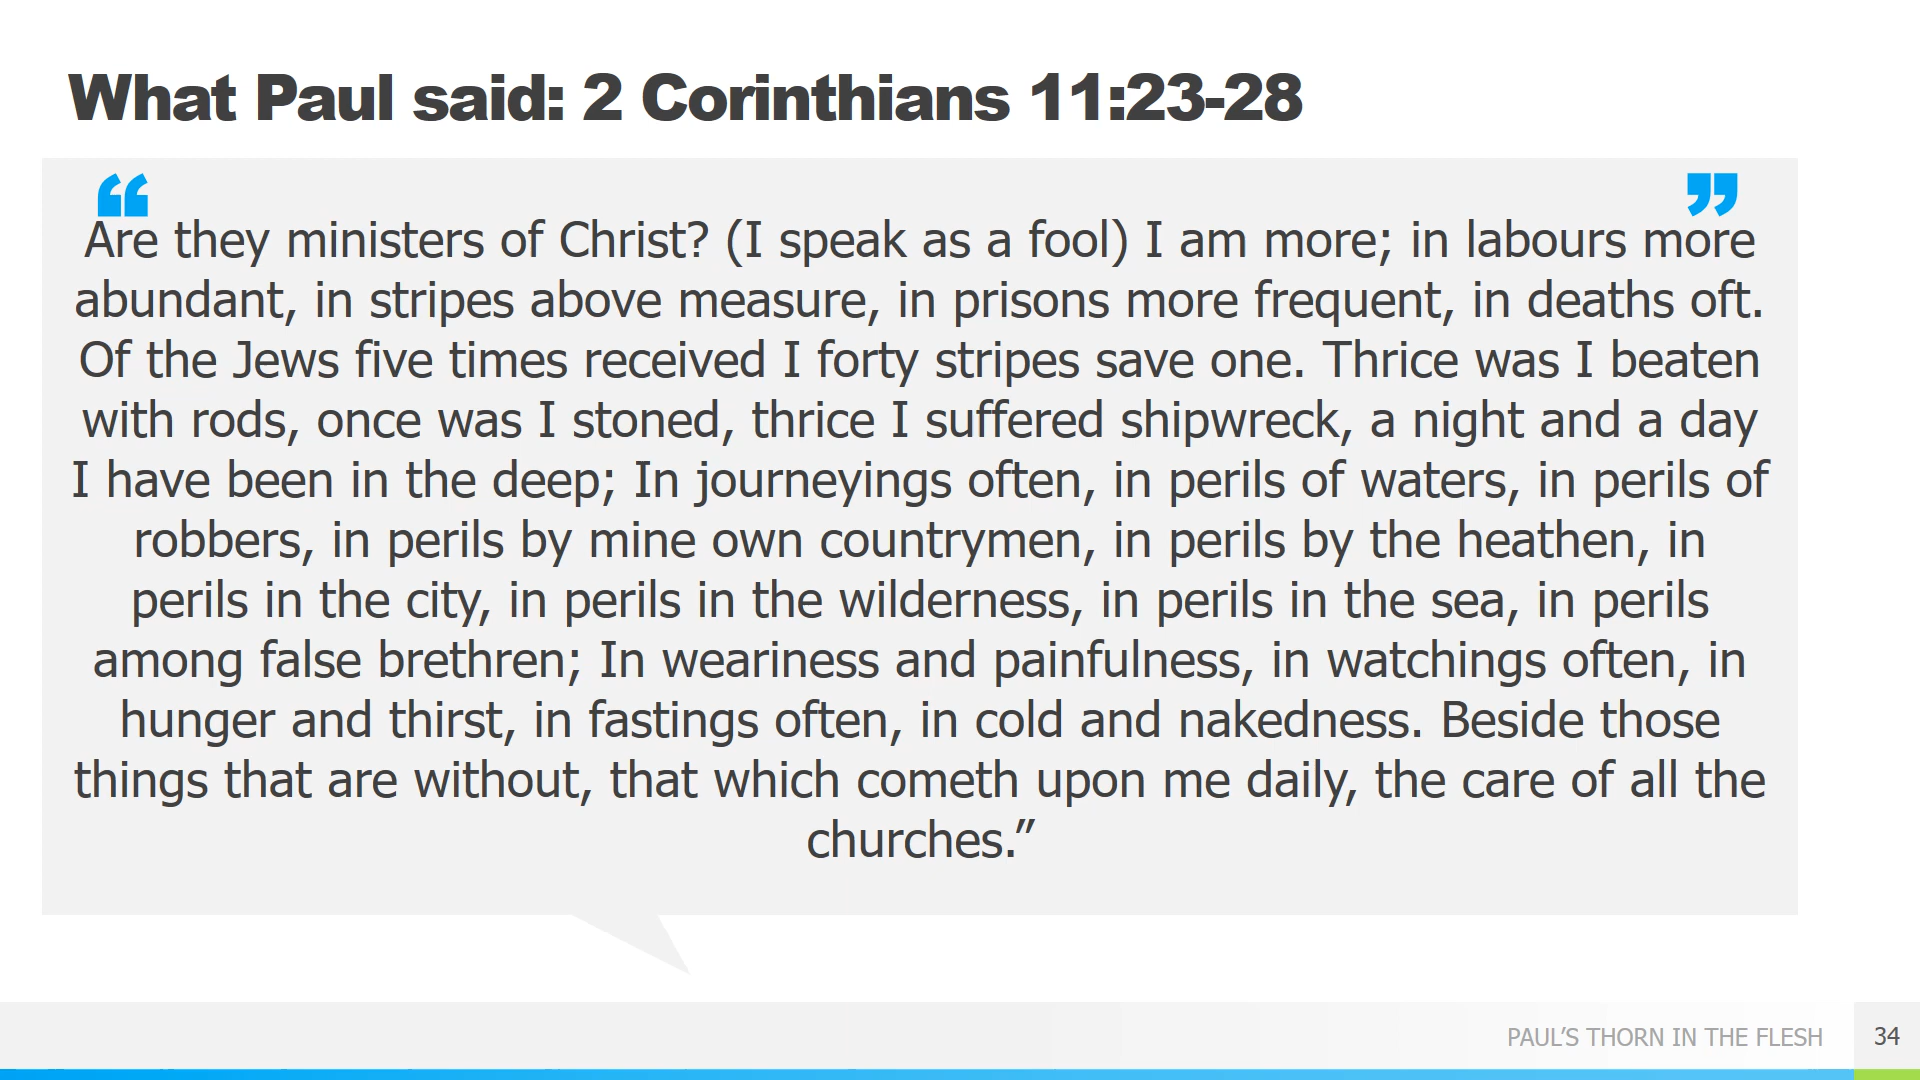 What Paul said: 2 Corinthians 11:23-28
“ ”
Are they ministers of Christ? (I speak as a fool) I am more; in labours more
abundant, in stripes above measure, in prisons more frequent, in deaths oft.
Of the Jews five times received I forty stripes save one. Thrice was I beaten
with rods, once was I stoned, thrice I suffered shipwreck, a night and a day
I have been in the deep; In journeyings often, in perils of waters, in perils of
robbers, in perils by mine own countrymen, in perils by the heathen, in
perils in the city, in perils in the wilderness, in perils in the sea, in perils
among false brethren; In weariness and painfulness, in watchings often, in
hunger and thirst, in fastings often, in cold and nakedness. Beside those
things that are without, that which cometh upon me daily, the care of all the
churches.”
PAUL’S THORN IN THE FLESH
34